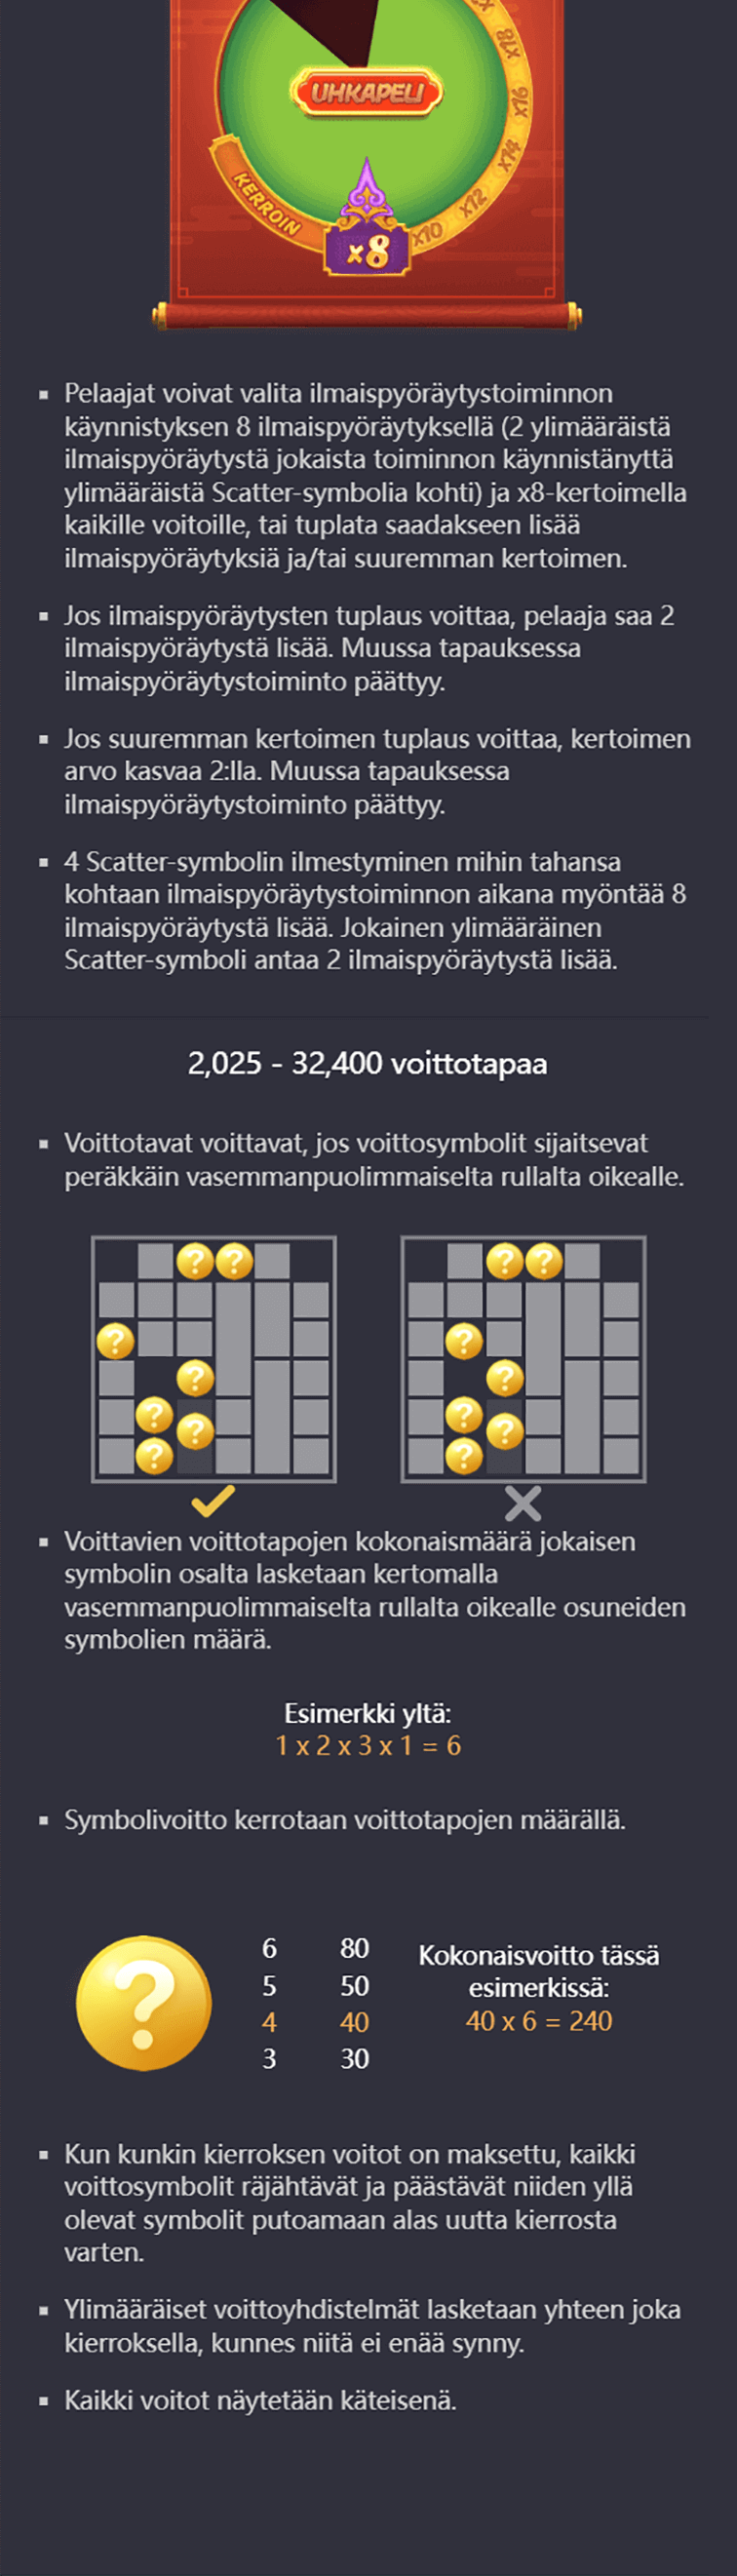 x18
x16
x14
x12
x10
UHKAPELI
KERROIN
x8
Pelaajat voivat valita ilmaispyöräytystoiminnon
käynnistyksen 8 ilmaispyöräytyksellä (2 ylimääräistä
ilmaispyöräytystä jokaista toiminnon käynnistänyttä
ylimääräistä Scatter-symbolia kohti) ja x8-kertoimella
kaikille voitoille, tai tuplata saadakseen lisää
ilmaispyöräytyksiä ja/tai suuremman kertoimen.
Jos ilmaispyöräytysten tuplaus voittaa, pelaaja saa 2
ilmaispyöräytystä lisää. Muussa tapauksessa
ilmaispyöräytystoiminto päättyy.
Jos suuremman kertoimen tuplaus voittaa, kertoimen
arvo kasvaa 2:lla. Muussa tapauksessa
ilmaispyöräytystoiminto päättyy.
4 Scatter-symbolin ilmestyminen mihin tahansa
kohtaan ilmaispyöräytystoiminnon aikana myöntää 8
ilmaispyöräytystä lisää. Jokainen ylimääräinen
Scatter-symboli antaa 2 ilmaispyöräytystä lisää.
2,025 - 32,400 voittotapaa
Voittotavat voittavat, jos voittosymbolit sijaitsevat
peräkkäin vasemmanpuolimmaiselta rullalta oikealle.
? ? ? ?
? ?
? ?
? ?
? ? ? ?
? ?
Voittavien voittotapojen kokonaismäärä jokaisen
symbolin osalta lasketaan kertomalla
vasemmanpuolimmaiselta rullalta oikealle osuneiden
symbolien määrä.
Esimerkki yltä:
1 x 2 x 3 x 1 = 6
Symbolivoitto kerrotaan voittotapojen määrällä.
?
6 80
5 50
4 40
3 30
Kokonaisvoitto tässä
esimerkissä:
40 x 6 = 240
Kun kunkin kierroksen voitot on maksettu, kaikki
voittosymbolit räjähtävät ja päästävät niiden yllä
olevat symbolit putoamaan alas uutta kierrosta
varten.
Ylimääräiset voittoyhdistelmät lasketaan yhteen joka
kierroksella, kunnes niitä ei enää synny.
Kaikki voitot näytetään käteisenä.